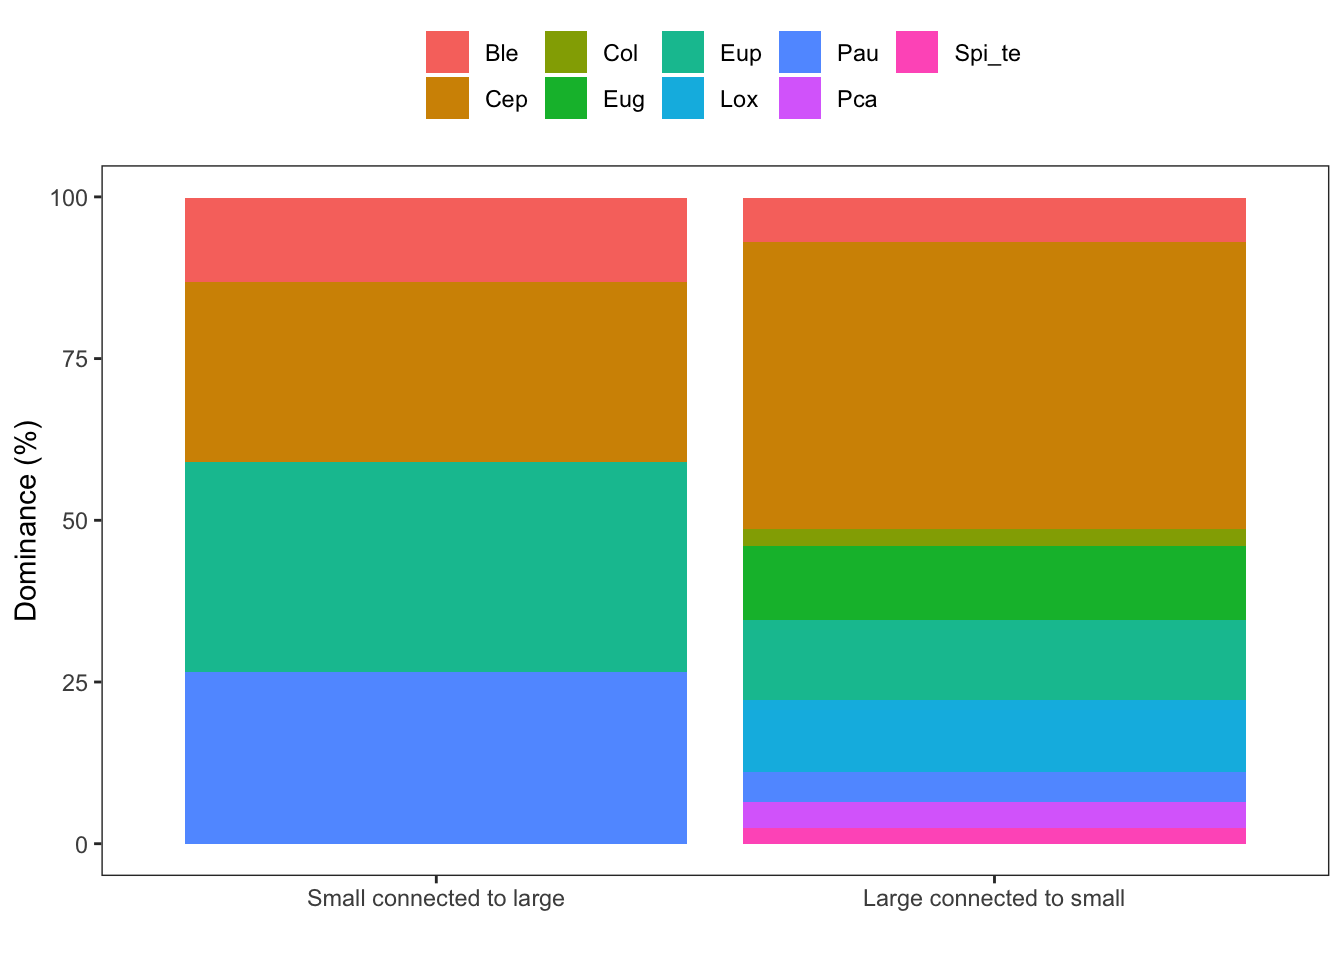 Ble Col Eup Pau Spi_te
Cep Eug Lox Pca
Dominance (%)
100
75
50
25
0
Small connected to large Large connected to small